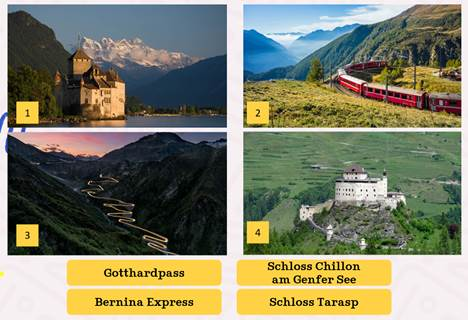 1
2
3
4
Gotthardpass
Schloss Chillon
am Genfer See
Bernina Express
Schloss Tarasp